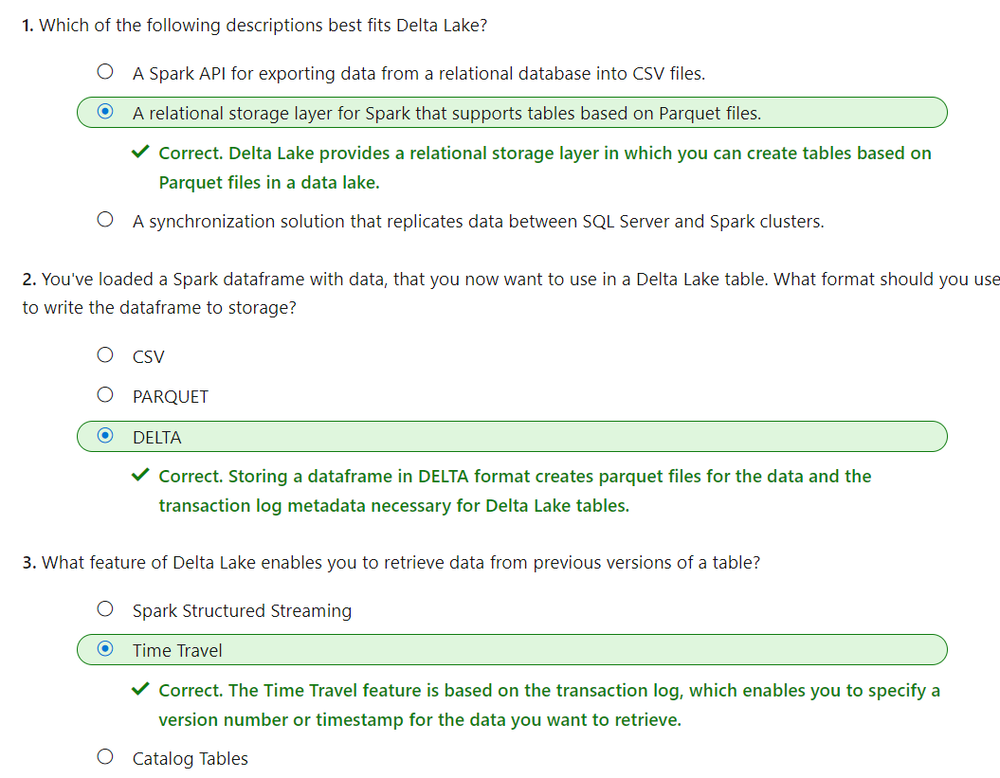 1. Which of the following descriptions best fits Delta Lake?
A Spark API for exporting data from a relational database into CSV files.
A relational storage layer for Spark that supports tables based on Parquet files.
Correct. Delta Lake provides a relational storage layer in which you can create tables based on
Parquet files in a data lake.
A synchronization solution that replicates data between SQL Server and Spark clusters.
2. You've loaded a Spark dataframe with data, that you now want to use in a Delta Lake table. What format should you use
to write the dataframe to storage?
CSV
PARQUET
DELTA
Correct. Storing a dataframe in DELTA format creates parquet files for the data and the
transaction log metadata necessary for Delta Lake tables.
3. What feature of Delta Lake enables you to retrieve data from previous versions of a table?
Spark Structured Streaming
Time Travel
Correct. The Time Travel feature is based on the transaction log, which enables you to specify a
version number or timestamp for the data you want to retrieve.
Catalog Tables